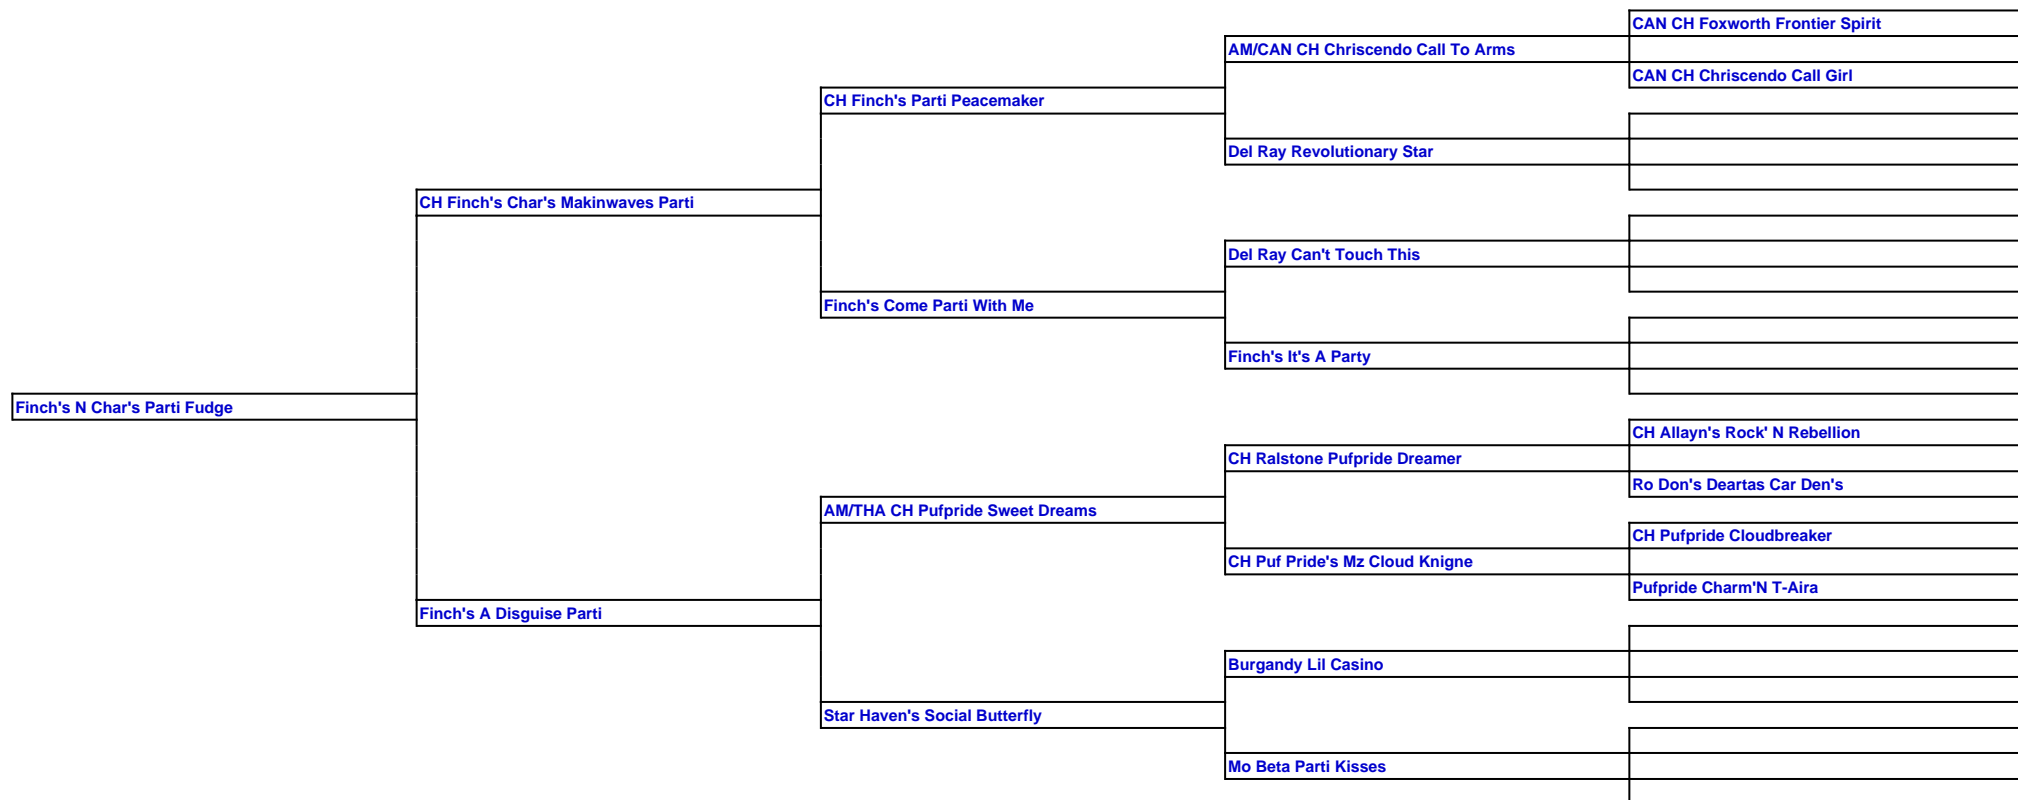 CAN CH Foxworth Frontier Spirit
AM/CAN CH Chriscendo Call To Arms
CAN CH Chriscendo Call Girl
CH Finch's Parti Peacemaker
Del Ray Revolutionary Star
CH Finch's Char's Makinwaves Parti
Del Ray Can't Touch This
Finch's Come Parti With Me
Finch's It's A Party
Finch's N Char's Parti Fudge
CH Allayn's Rock' N Rebellion
CH Ralstone Pufpride Dreamer
Ro Don's Deartas Car Den's
AM/THA CH Pufpride Sweet Dreams
CH Pufpride Cloudbreaker
CH Puf Pride's Mz Cloud Knigne
Pufpride Charm'N T-Aira
Finch's A Disguise Parti
Burgandy Lil Casino
Star Haven's Social Butterfly
Mo Beta Parti Kisses